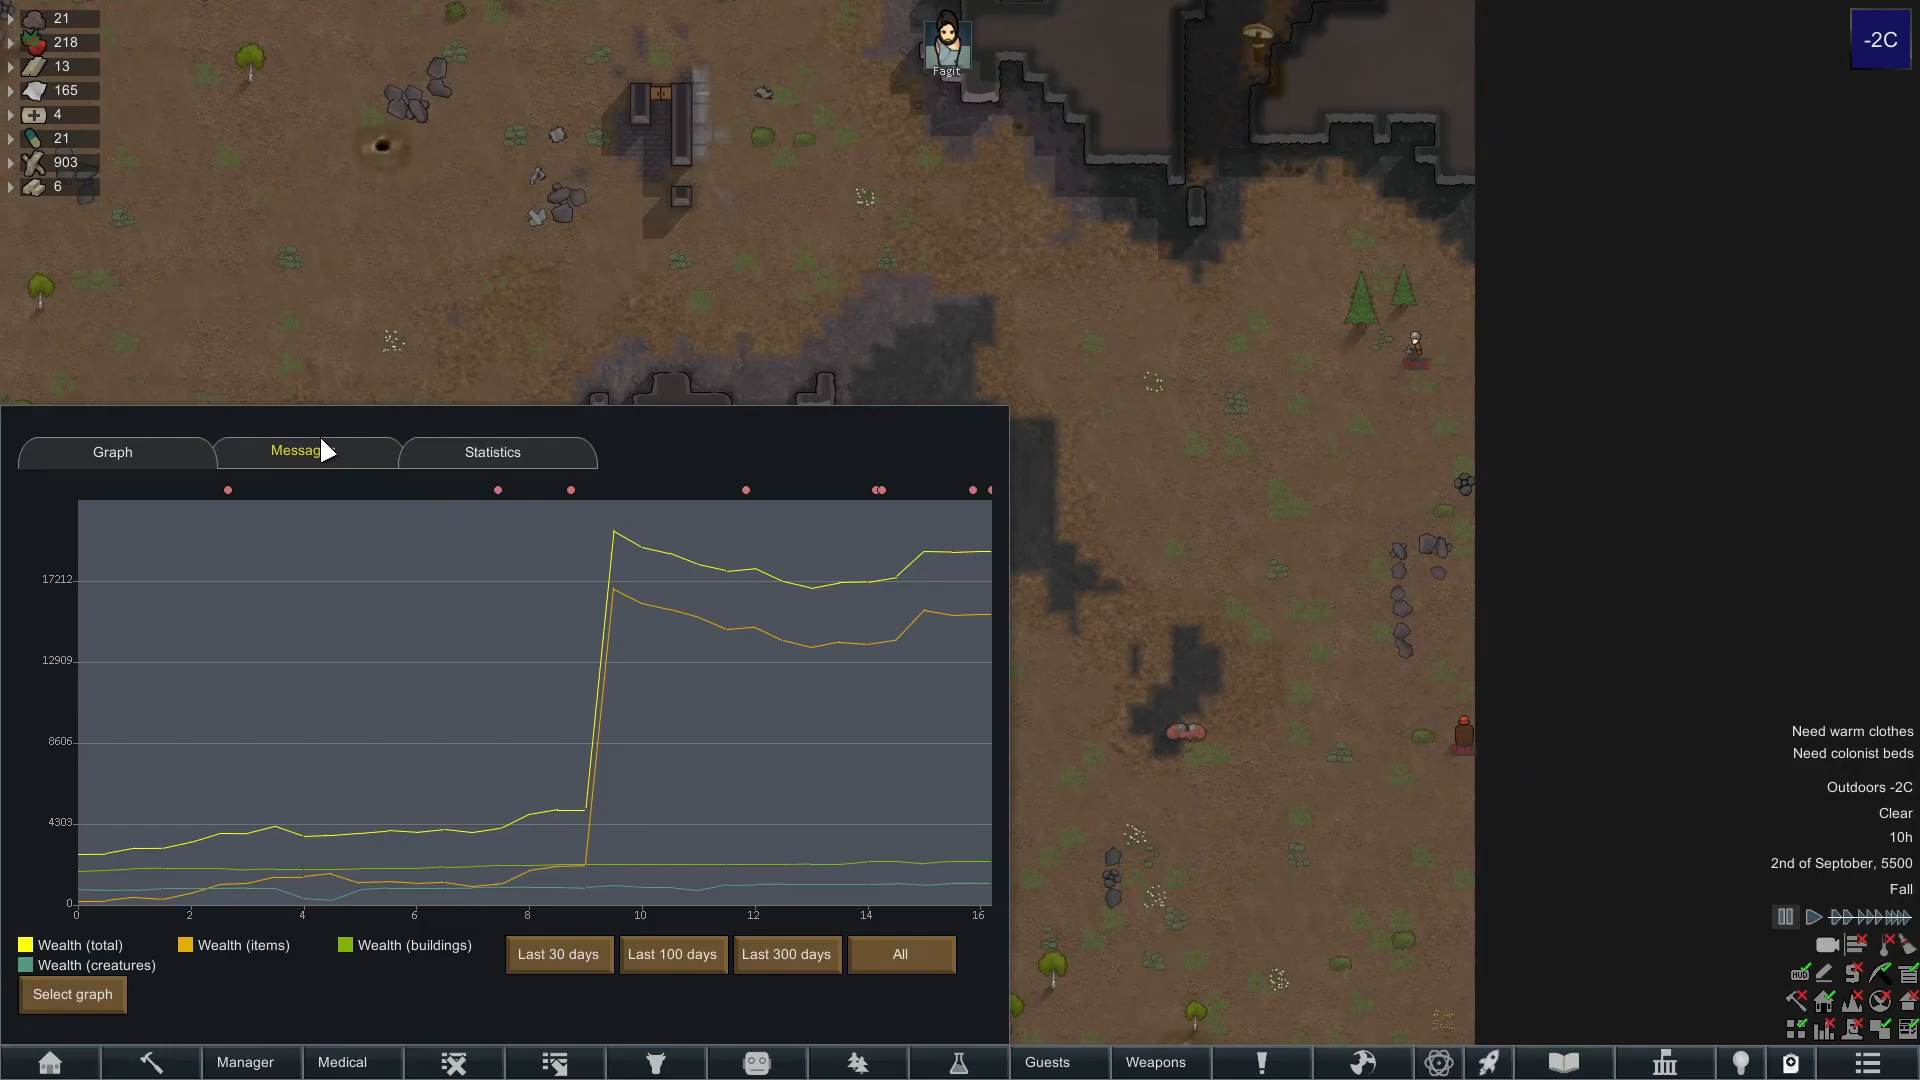 21
218
13
165
4
21
903
6
Fagit
-2C
Graph
Messag
Statistics
17212
12909
8606
4303
0
0 2 4 6 8 10 12 14 16
Wealth (total)
Wealth (items)
Wealth (buildings)
Wealth (creatures)
Last 30 days
Last 100 days
Last 300 days
All
Select graph
Need warm clothes
Need colonist beds
Outdoors -2C
Clear
10h
2nd of Septober, 5500
Fall
HUD
Manager
Medical
Guests
Weapons